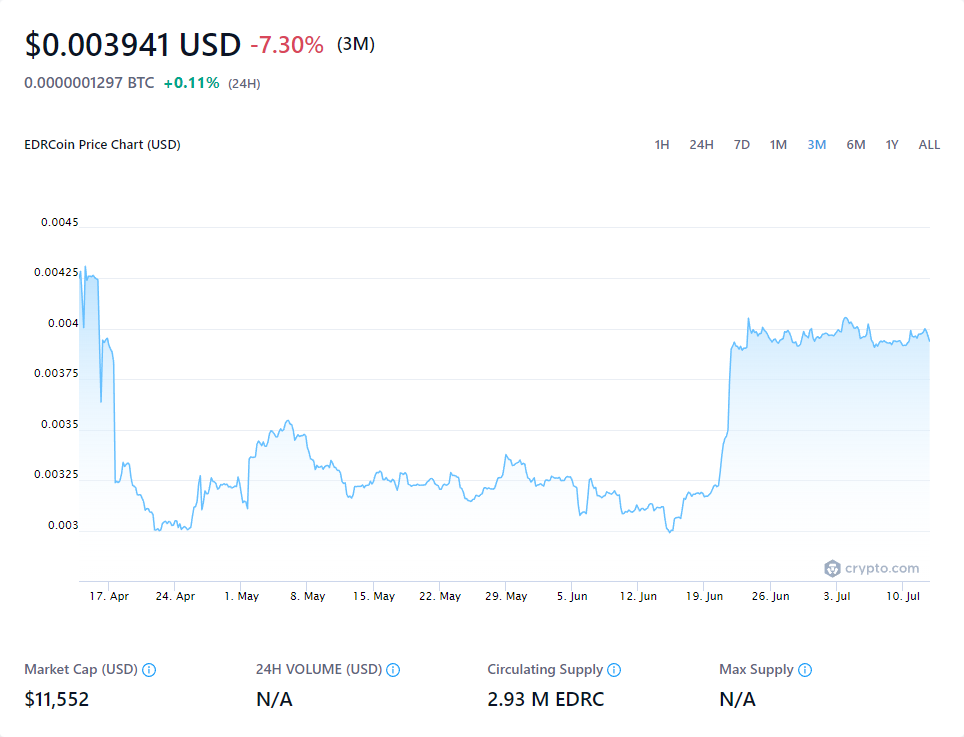 $0.003941 USD -7.30% (3M)
0.0000001297 BTC +0.11% (24H)
EDRCoin Price Chart (USD) 1H 24H 7D 1M 3M 6M 1Y ALL
0.0045
0.00425
0.004
0.00375
0.0035
0.00325
0.003
crypto.com
17. Apr 24. Apr 1. May 8. May 15. May 22. May 29. May 5. Jun 12. Jun 19. Jun 26. Jun 3. Jul 10. Jul
Market Cap (USD) 24H VOLUME (USD) Circulating Supply Max Supply
$11,552 N/A 2.93 M EDRC N/A